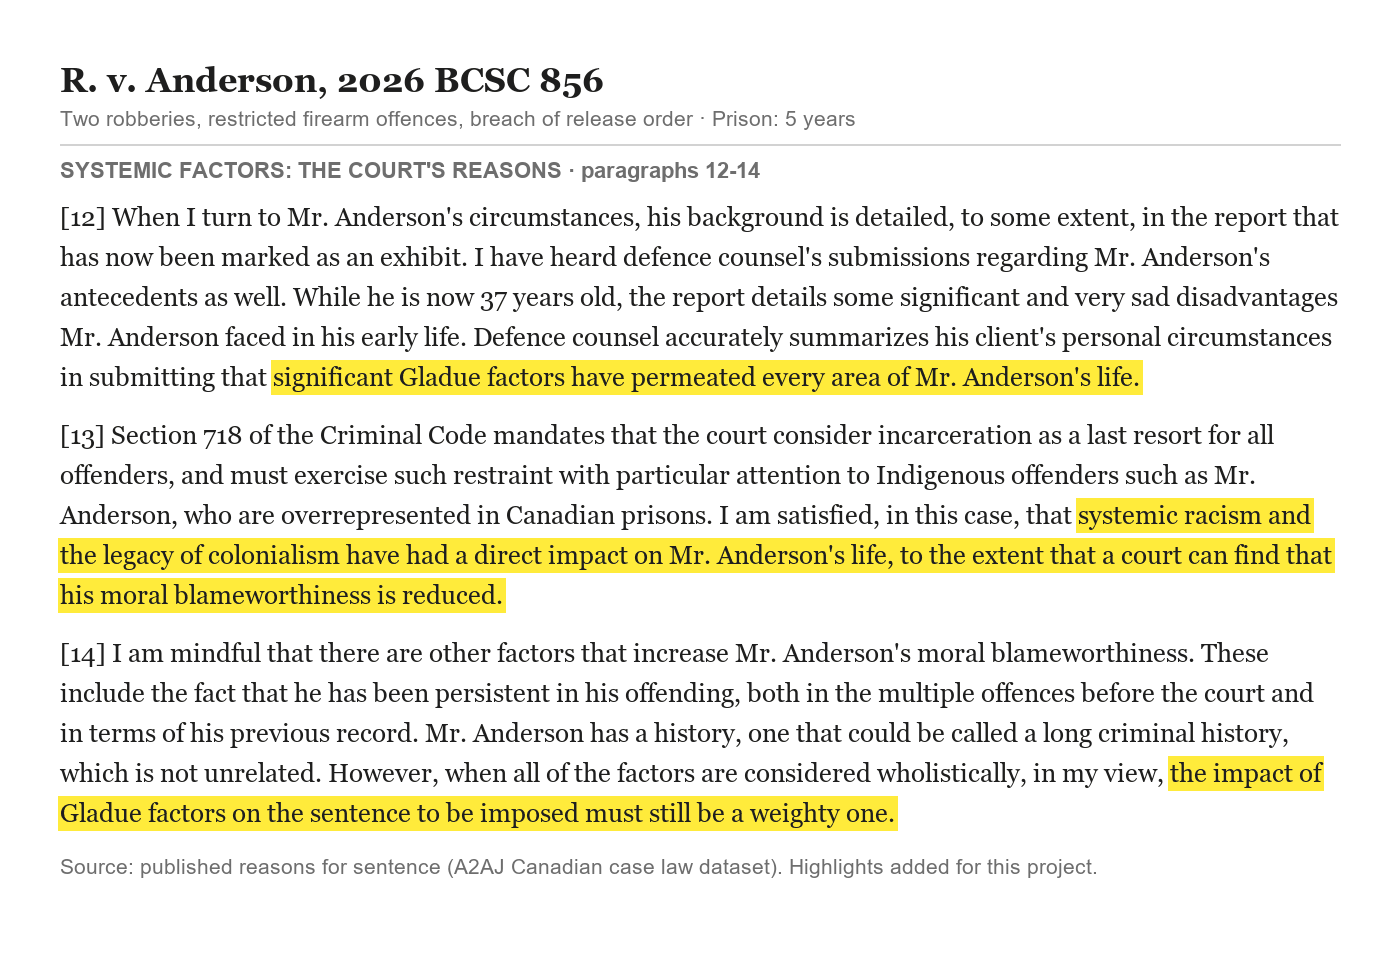 R. v. Anderson, 2026 BCSC 856
Two robberies, restricted firearm offences, breach of release order · Prison: 5 years
SYSTEMIC FACTORS: THE COURT'S REASONS · paragraphs 12-14
[12] When I turn to Mr. Anderson's circumstances, his background is detailed, to some extent, in the report that
has now been marked as an exhibit. I have heard defence counsel's submissions regarding Mr. Anderson's
antecedents as well. While he is now 37 years old, the report details some significant and very sad disadvantages
Mr. Anderson faced in his early life. Defence counsel accurately summarizes his client's personal circumstances
in submitting that significant Gladue factors have permeated every area of Mr. Anderson's life.
[13] Section 718 of the Criminal Code mandates that the court consider incarceration as a last resort for all
offenders, and must exercise such restraint with particular attention to Indigenous offenders such as Mr.
Anderson, who are overrepresented in Canadian prisons. I am satisfied, in this case, that systemic racism and
the legacy of colonialism have had a direct impact on Mr. Anderson's life, to the extent that a court can find that
his moral blameworthiness is reduced.
[14] I am mindful that there are other factors that increase Mr. Anderson's moral blameworthiness. These
include the fact that he has been persistent in his offending, both in the multiple offences before the court and
in terms of his previous record. Mr. Anderson has a history, one that could be called a long criminal history,
which is not unrelated. However, when all of the factors are considered wholistically, in my view, the impact of
Gladue factors on the sentence to be imposed must still be a weighty one.
Source: published reasons for sentence (A2AJ Canadian case law dataset). Highlights added for this project.